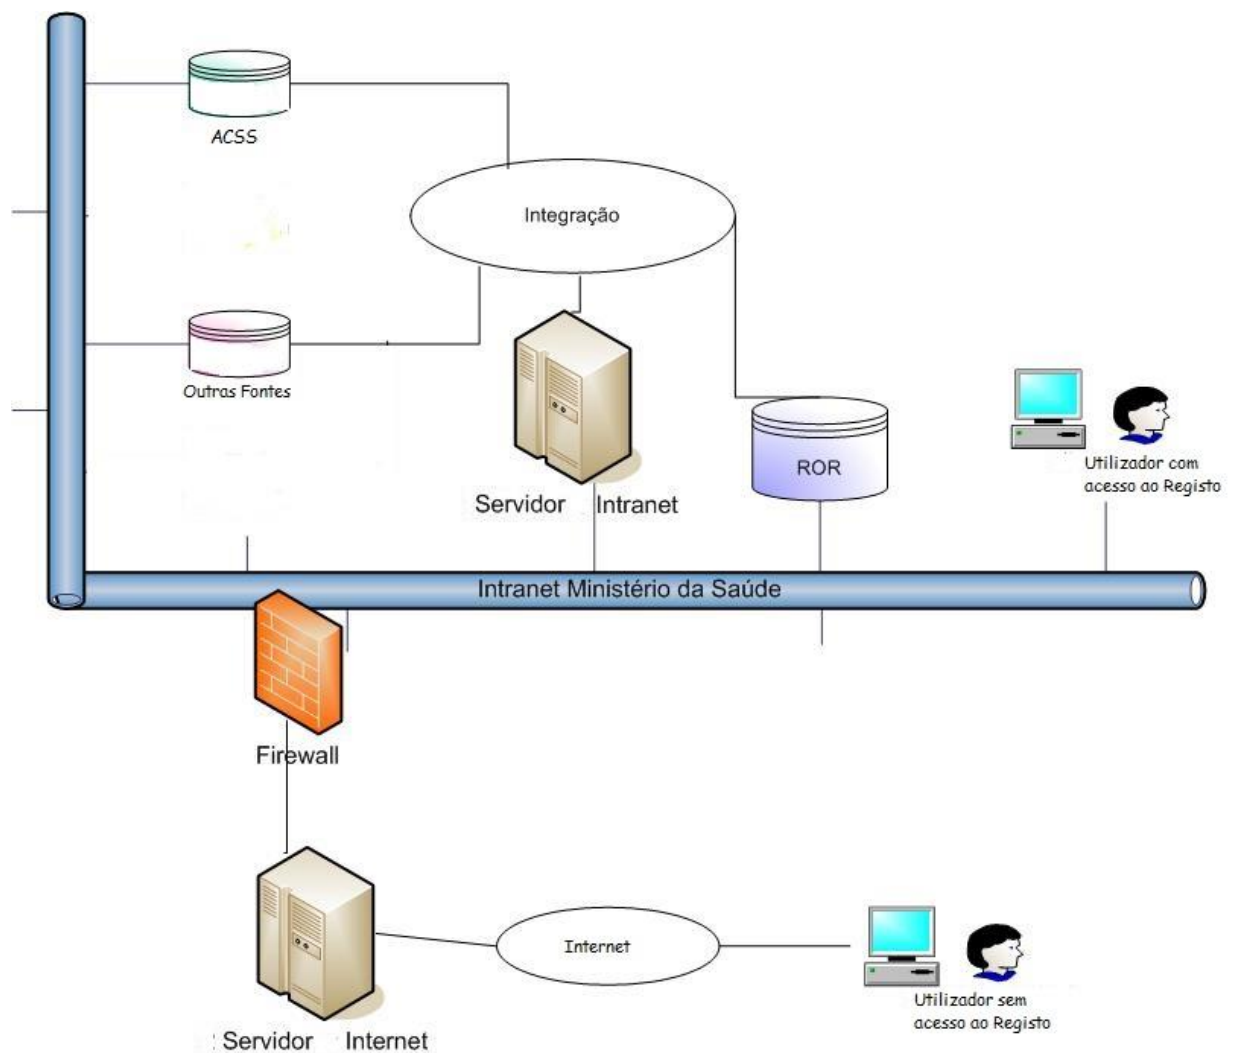 ACSS
Integração
Outras Fontes
ROR
Utilizador com
acesso ao Registo
Servidor Intranet
Intranet Ministério da Saúde
Firewall
Internet
Utilizador sem
acesso ao Registo
Servidor Internet